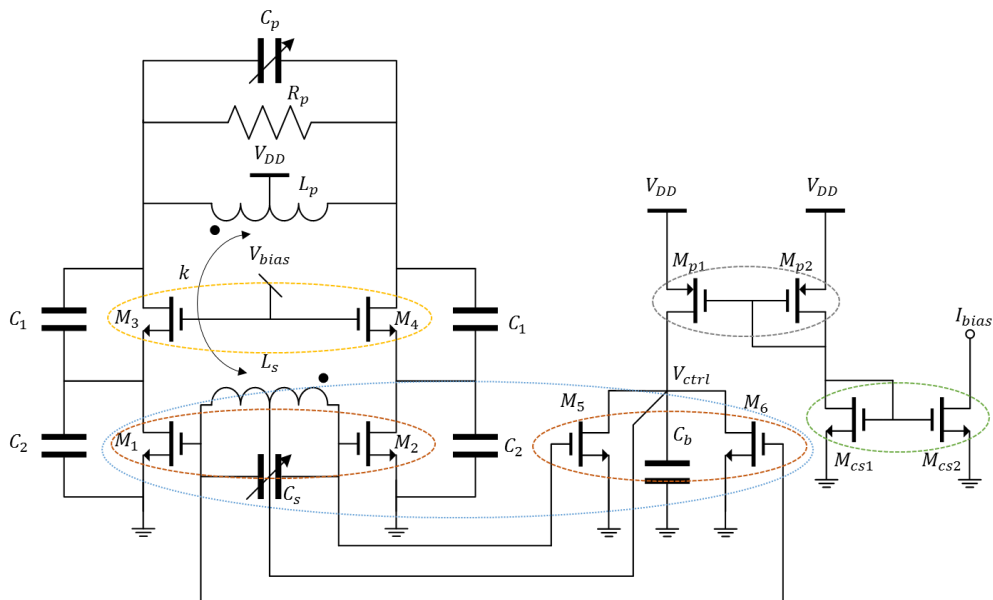 C_p
R_p
V_DD
L_p
V_DD V_DD
k V_bias
M_p1 M_p2
C_1 M_3 M_4 C_1
I_bias
L_s
V_ctrl
C_2 M_1 M_2 C_2 M_5 C_b M_6
C_s
M_cs1 M_cs2